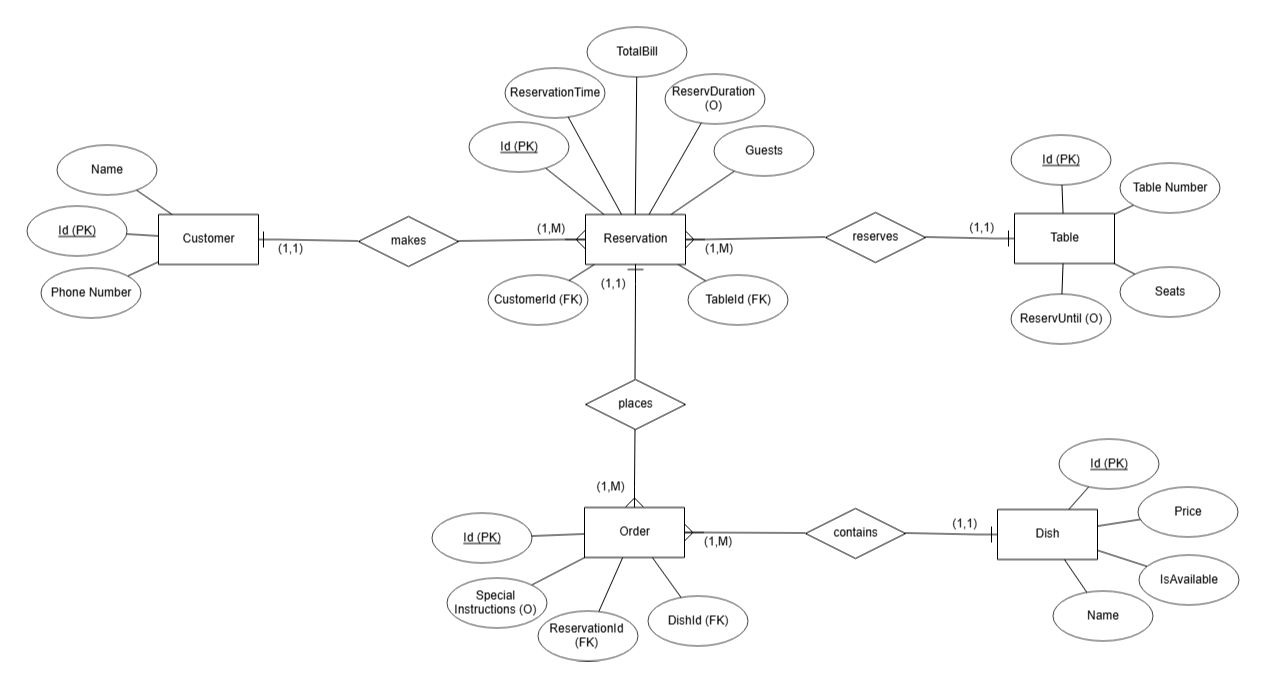 TotalBill
ReservationTime
ReservDuration
(O)
Id (PK)
Guests
Name
Id (PK)
Table Number
Id (PK)
Customer
(1,1)
makes
(1,M)
Reservation
(1,M)
reserves
(1,1)
Table
Phone Number
CustomerId (FK)
(1,1)
TableId (FK)
Seats
ReservUntil (O)
places
(1,M)
Id (PK)
Id (PK)
Order
(1,M)
contains
(1,1)
Dish
Price
IsAvailable
Special
Instructions (O)
ReservationId
(FK)
DishId (FK)
Name